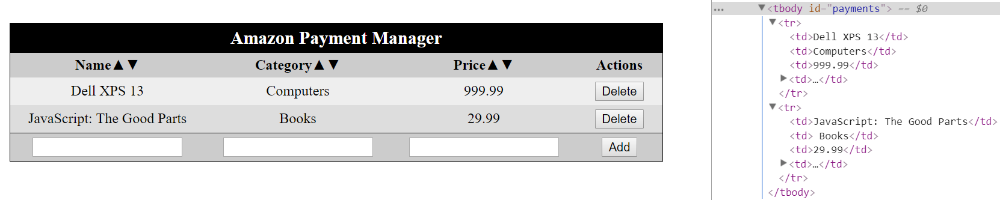 Amazon Payment Manager
Name▲▼ Category▲▼ Price▲▼ Actions
Dell XPS 13 Computers 999.99 Delete
JavaScript: The Good Parts Books 29.99 Delete
Add
… ▼<tbody id="payments"> == $0
▼<tr>
<td>Dell XPS 13</td>
<td>Computers</td>
<td>999.99</td>
▶<td>…</td>
</tr>
▼<tr>
<td>JavaScript: The Good Parts</td>
<td> Books</td>
<td>29.99</td>
▶<td>…</td>
</tr>
</tbody>